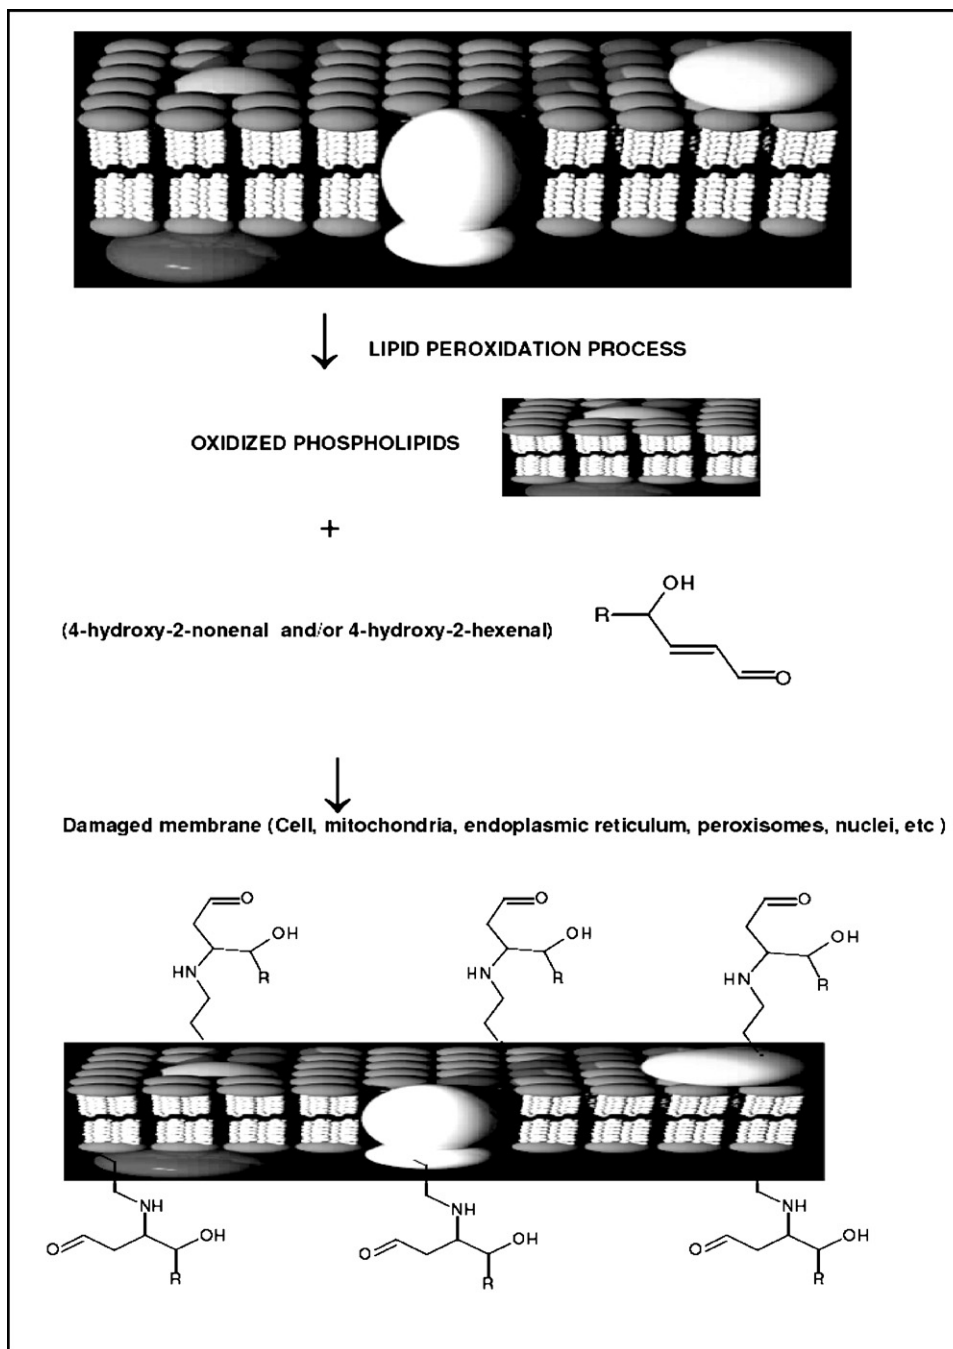 LIPID PEROXIDATION PROCESS
OXIDIZED PHOSPHOLIPIDS
+
OH
R
(4-hydroxy-2-nonenal and/or 4-hydroxy-2-hexenal)
O
Damaged membrane (Cell, mitochondria, endoplasmic reticulum, peroxisomes, nuclei, etc )
O O O
OH OH OH
HN R HN R HN R
NH NH NH
O OH O OH O OH
R R R